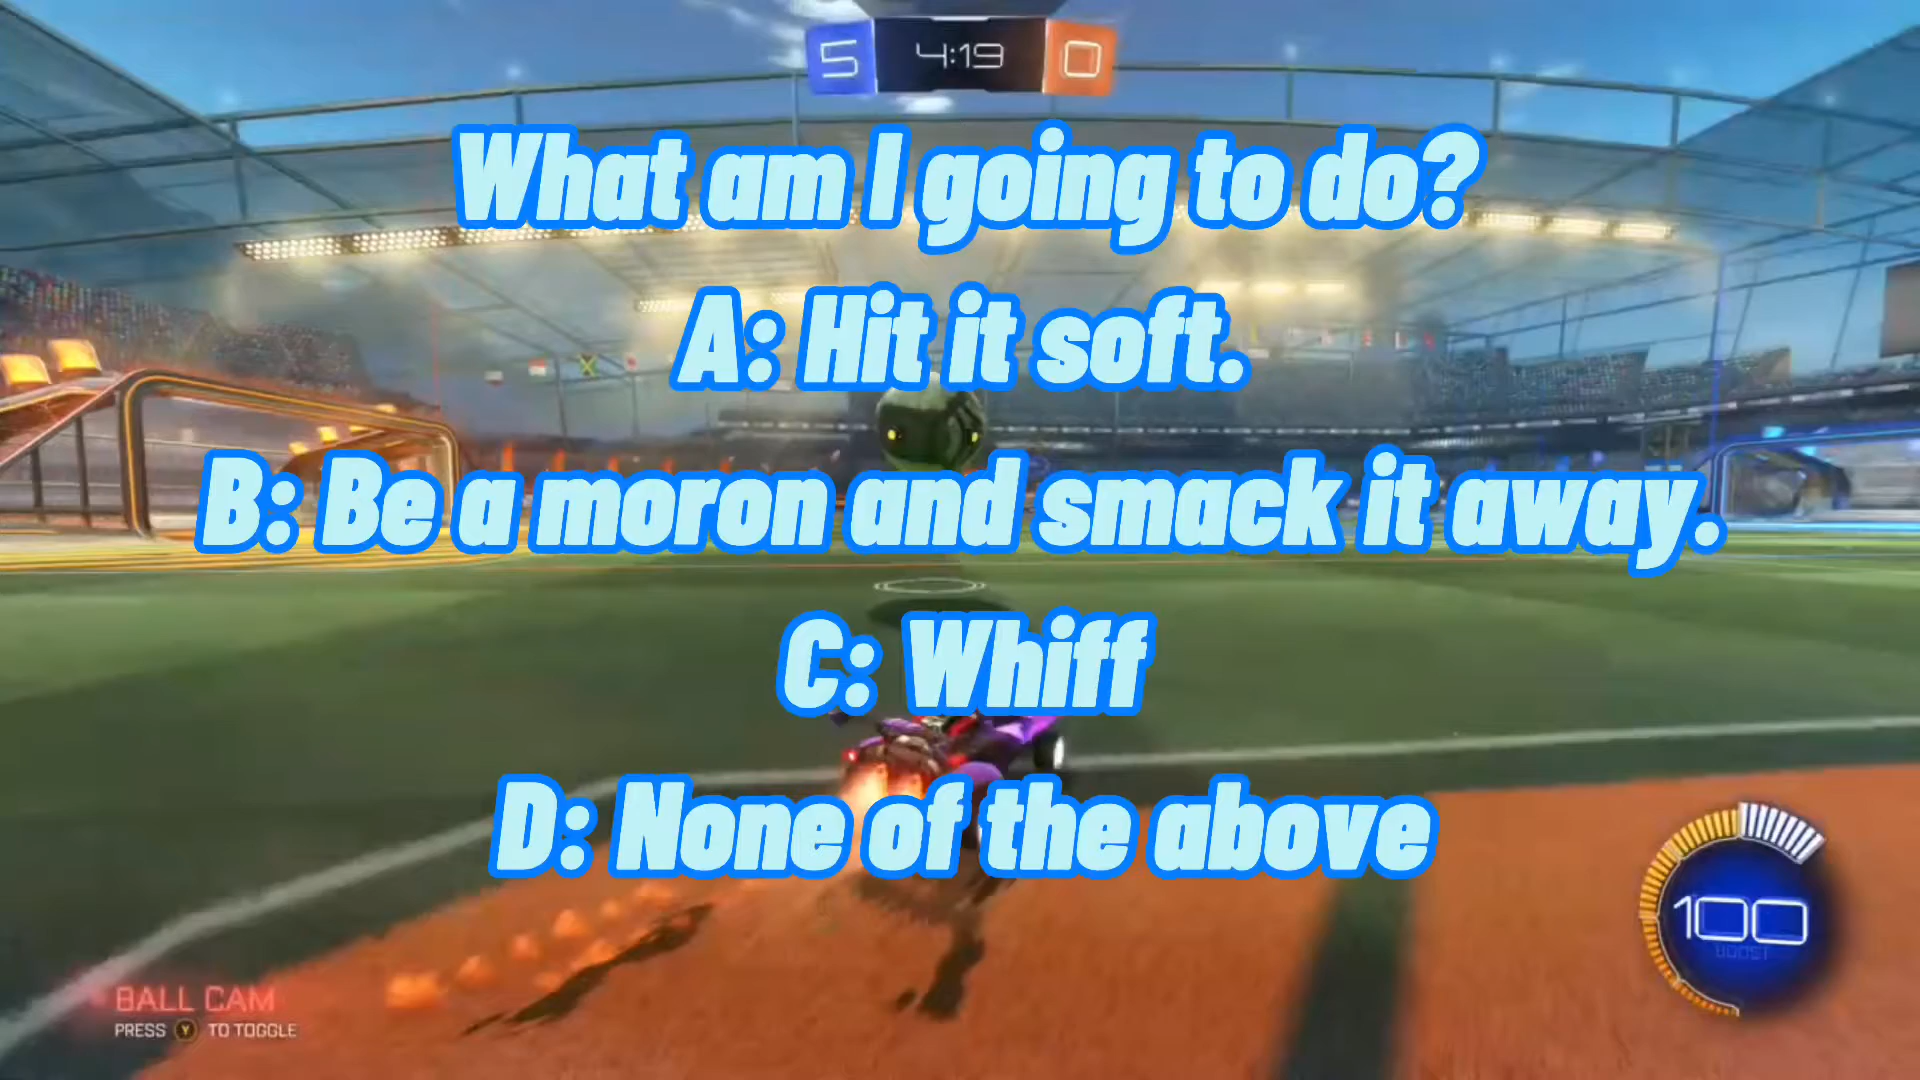 5 4:19 0
What am I going to do?
A: Hit it soft.
B: Be a moron and smack it away.
C: Whiff
D: None of the above
100
BOOST
BALL CAM
PRESS Y TO TOGGLE